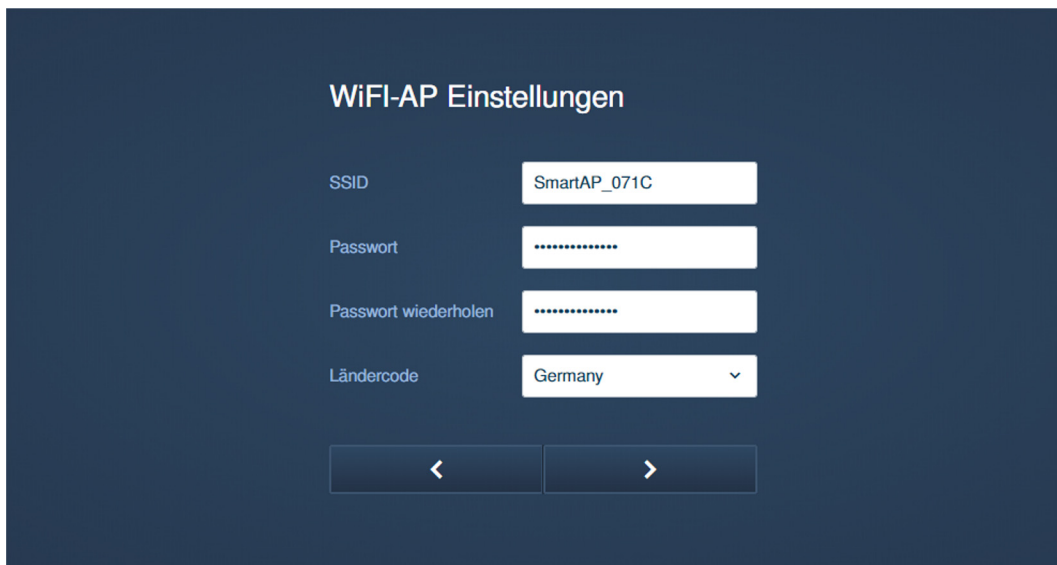 WiFI-AP Einstellungen
SSID SmartAP_071C
Passwort ••••••••••••••
Passwort wiederholen ••••••••••••••
Ländercode Germany